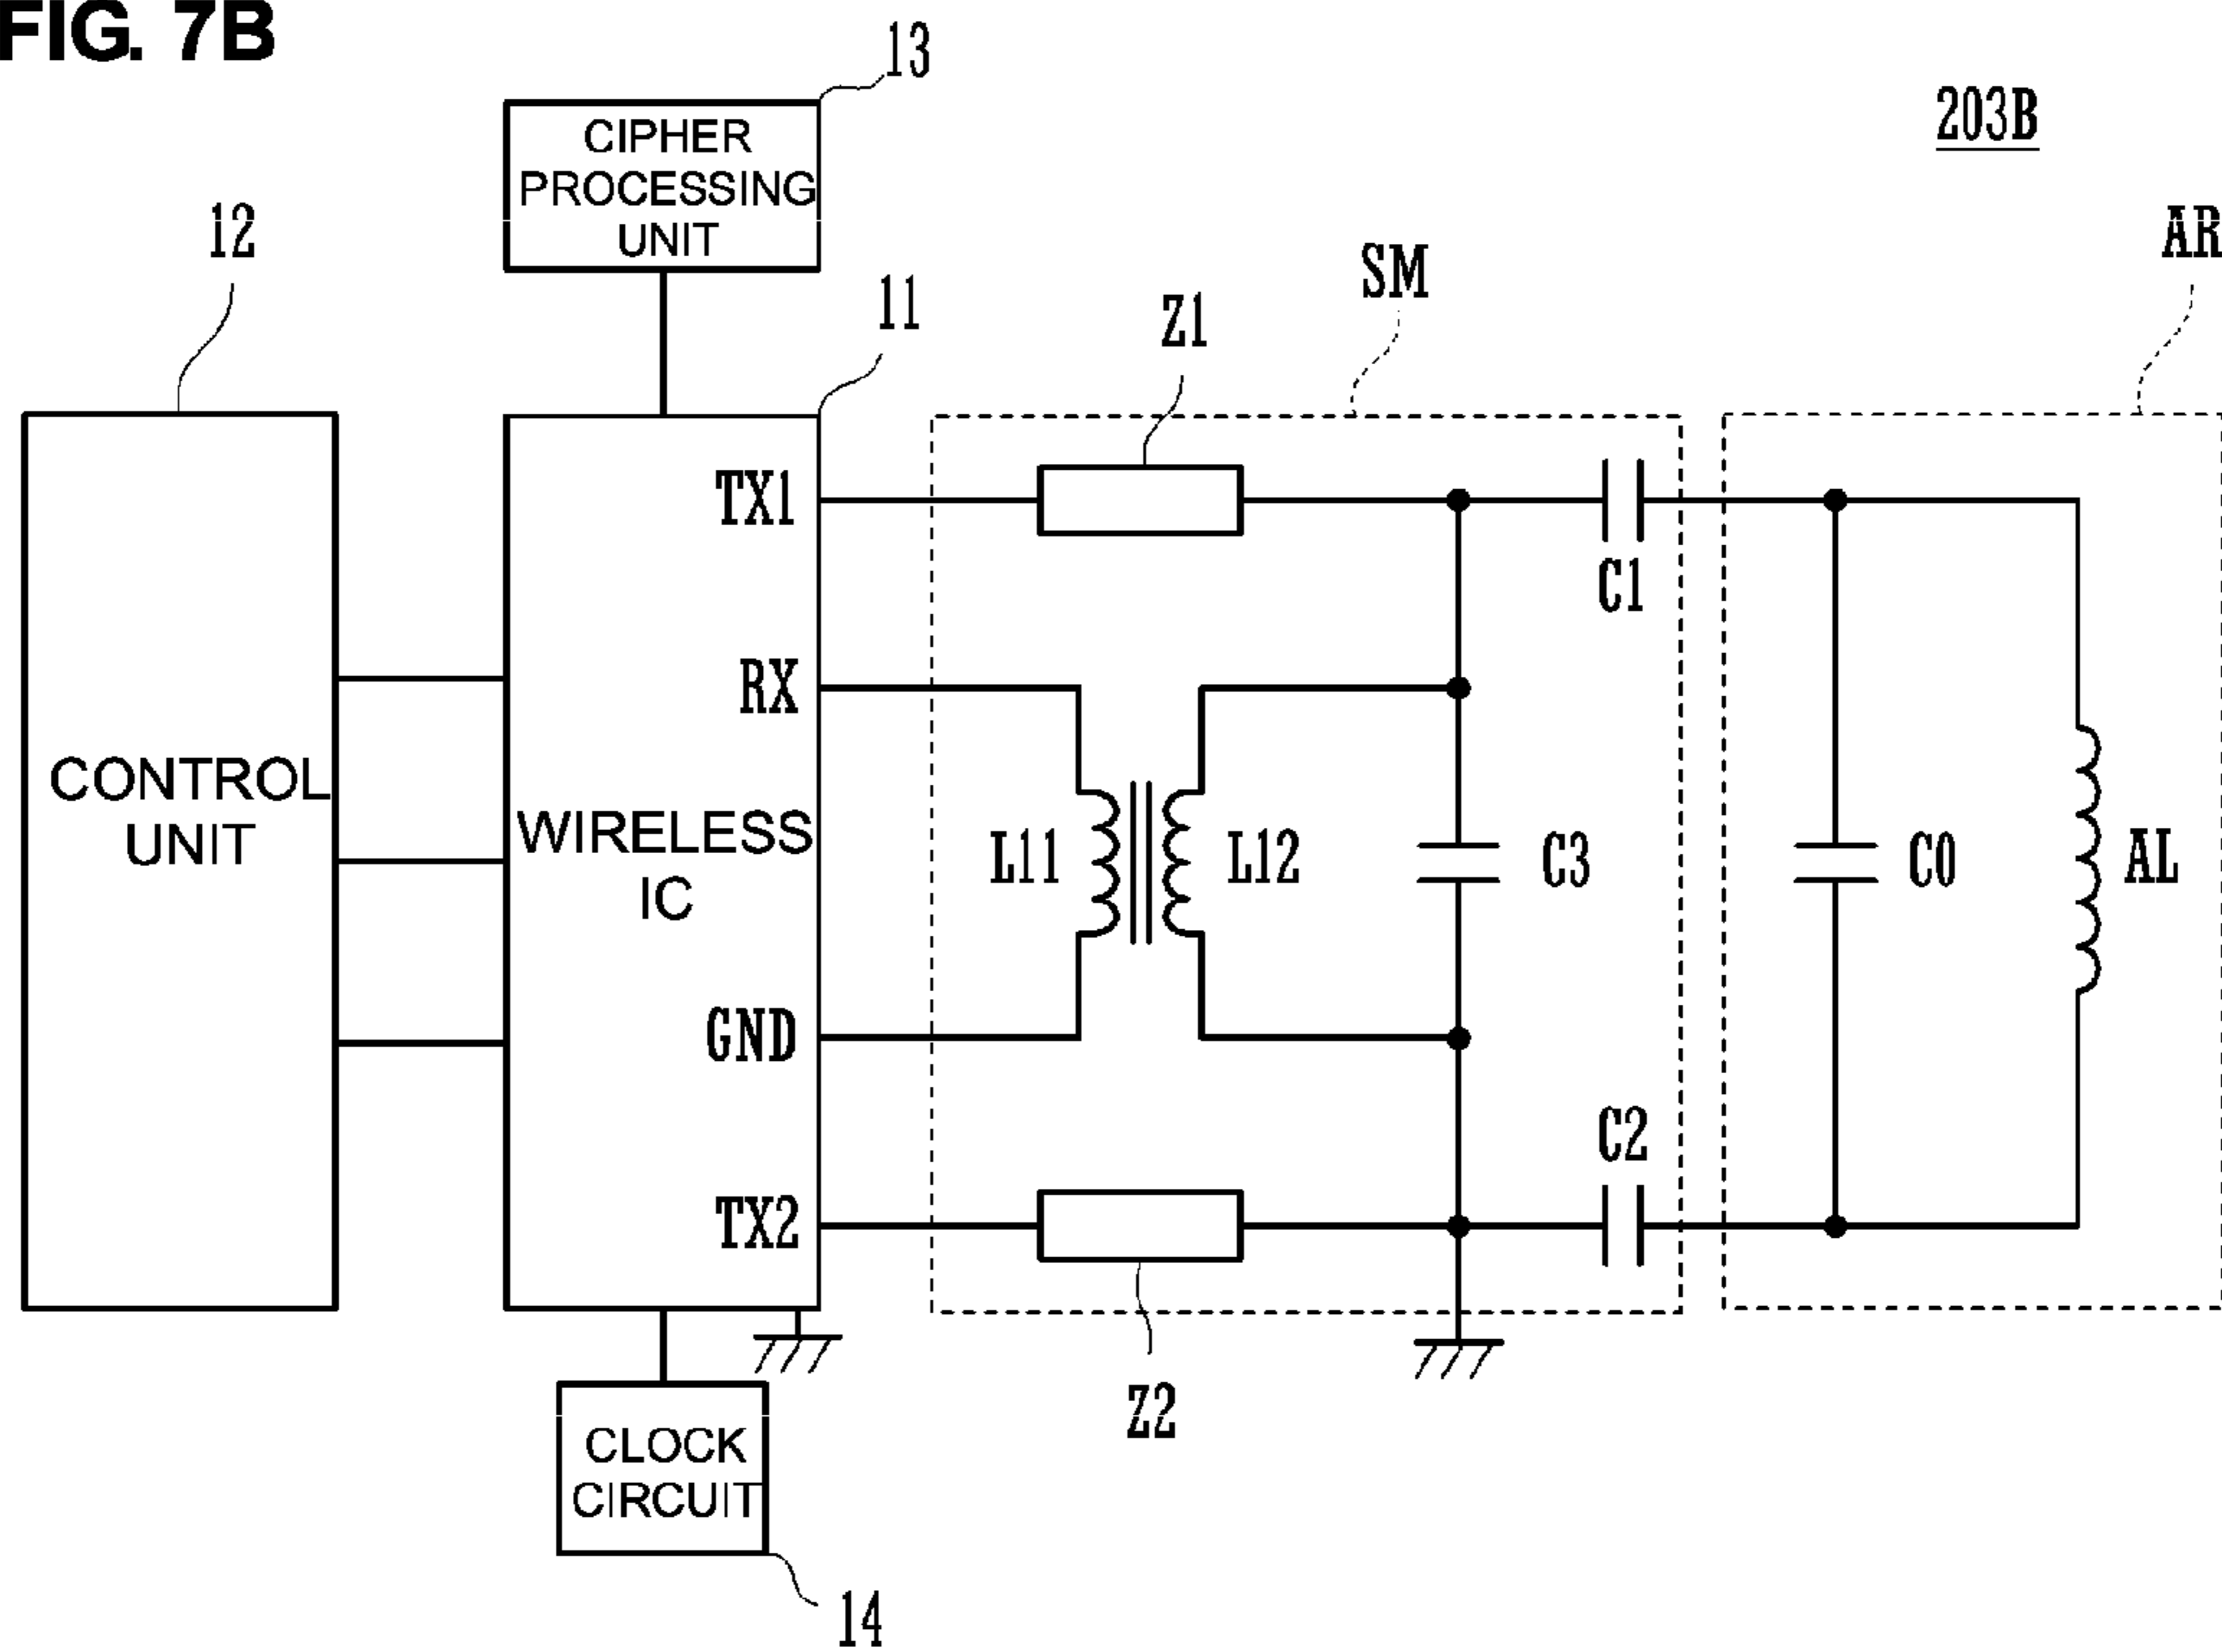 FIG. 7B
13
203B
CIPHER
PROCESSING
UNIT
12
AR
SM
11
Z1
TX1
C1
RX
CONTROL
UNIT
WIRELESS
IC
L11
L12
C3
C0
AL
GND
C2
TX2
Z2
CLOCK
CIRCUIT
14